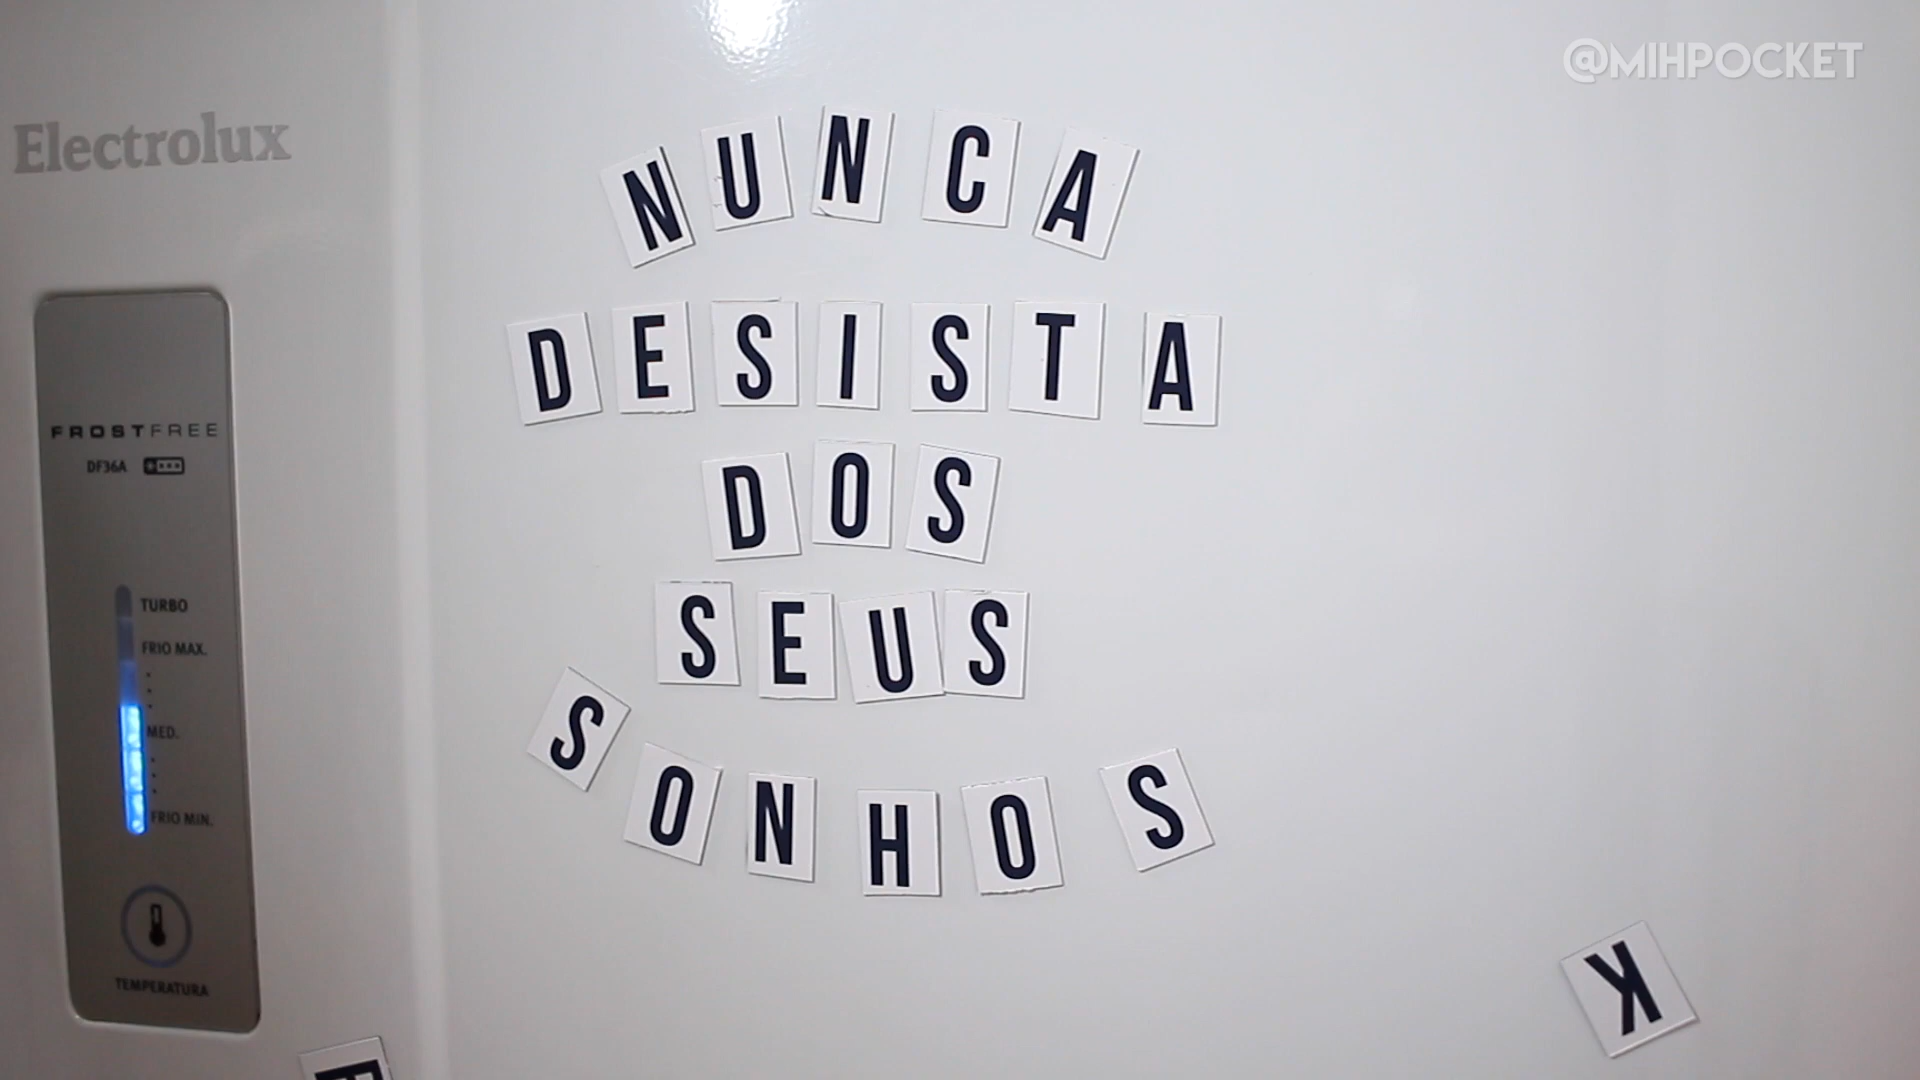 @MIHPOCKET
Electrolux
NUNCA
DESISTA
DOS
SEUS
SONHOS
FROSTFREE
DF36A
TURBO
FRIO MAX.
MED.
FRIO MIN.
TEMPERATURA
K